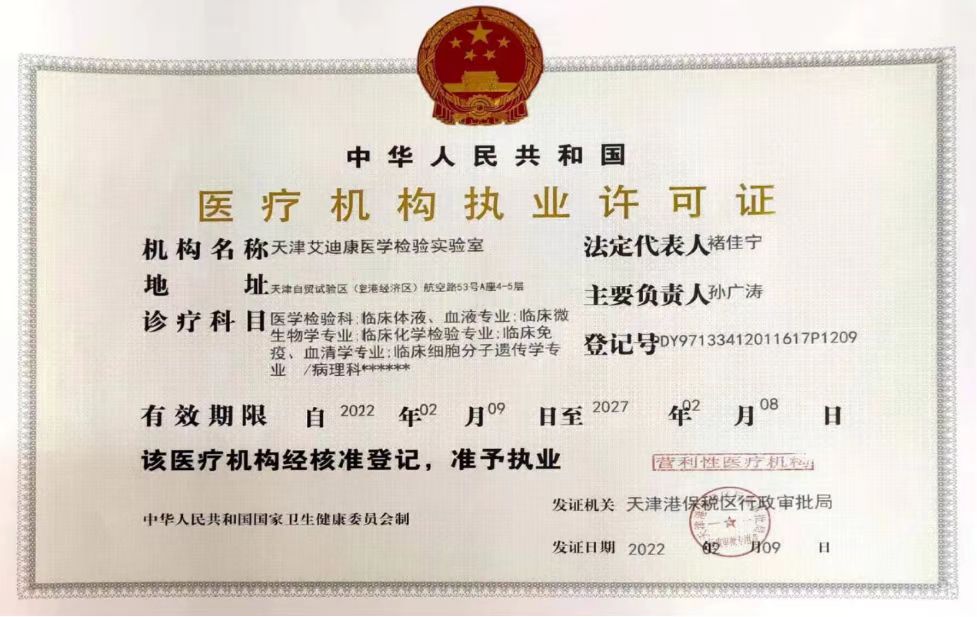 中华人民共和国
医疗机构执业许可证
机构名称 天津艾迪康医学检验实验室
法定代表人 褚佳宁
地址 天津自贸试验区（空港经济区）航空路53号A座4-5层
主要负责人 孙广涛
诊疗科目 医学检验科;临床体液、血液专业;临床微
生物学专业;临床化学检验专业;临床免
疫、血清学专业;临床细胞分子遗传学专
业 /病理科******
登记号 PDY97133412011617P1209
有效期限 自 2022 年 02 月 09 日至 2027 年 02 月 08 日
该医疗机构经核准登记，准予执业
营利性医疗机构
发证机关 天津港保税区行政审批局
中华人民共和国国家卫生健康委员会制
发证日期 2022 02 月 09 日